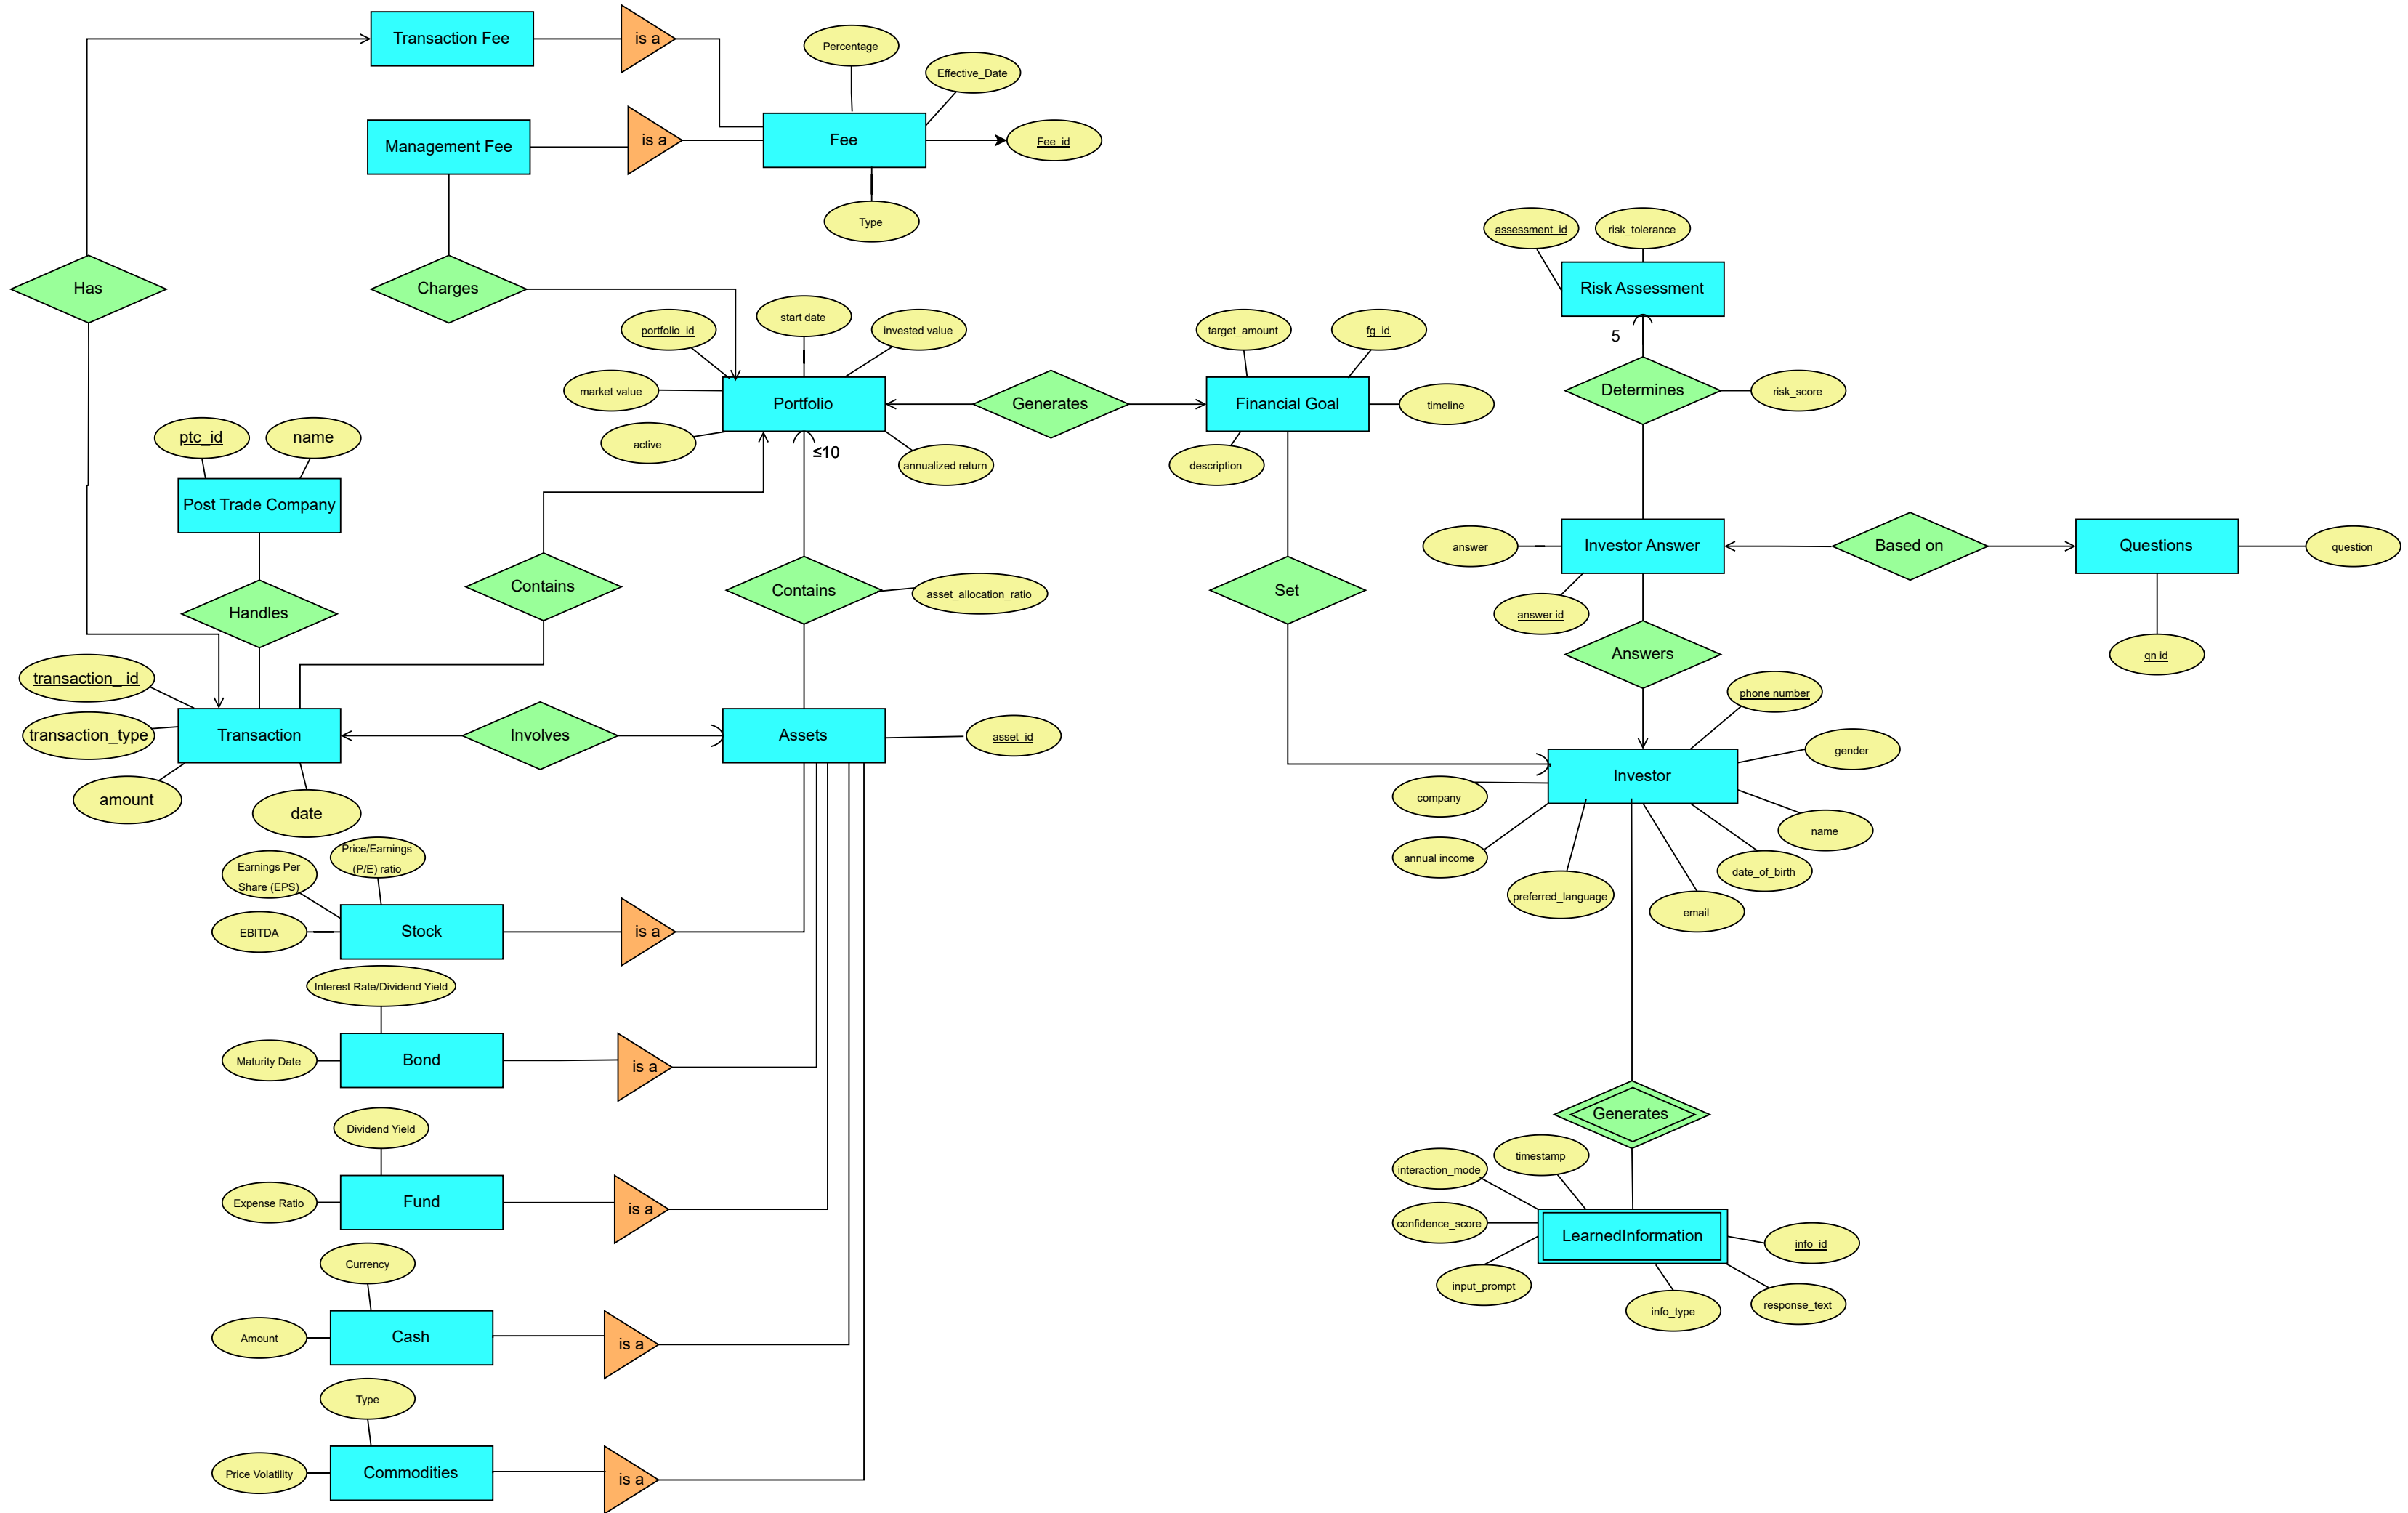 Transaction Fee
is a
Percentage
Effective_Date
Management Fee
is a
Fee
Fee_id
Type
Has
Charges
assessment_id
risk_tolerance
Risk Assessment
5
portfolio_id
start date
invested value
target_amount
fg_id
market value
Portfolio
Generates
Financial Goal
timeline
Determines
risk_score
active
≤10
annualized return
description
ptc_id
name
Post Trade Company
Handles
Contains
Contains
asset_allocation_ratio
Set
answer
Investor Answer
Based on
Questions
question
answer id
Answers
qn id
transaction_ id
transaction_type
Transaction
Involves
Assets
asset_id
phone number
gender
Investor
company
amount
date
name
annual income
date_of_birth
preferred_language
email
Price/Earnings
(P/E) ratio
Earnings Per
Share (EPS)
EBITDA
Stock
is a
Interest Rate/Dividend Yield
Maturity Date
Bond
is a
Generates
Dividend Yield
Expense Ratio
Fund
is a
interaction_mode
timestamp
confidence_score
LearnedInformation
info_id
input_prompt
info_type
response_text
Currency
Amount
Cash
is a
Type
Price Volatility
Commodities
is a